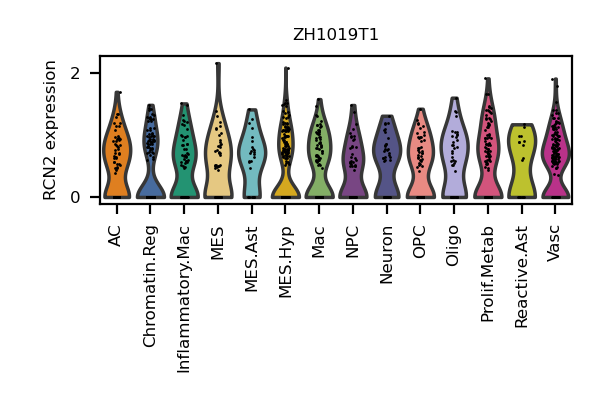 ZH1019T1
RCN2 expression
2
0
AC
Chromatin.Reg
Inflammatory.Mac
MES
MES.Ast
MES.Hyp
Mac
NPC
Neuron
OPC
Oligo
Prolif.Metab
Reactive.Ast
Vasc